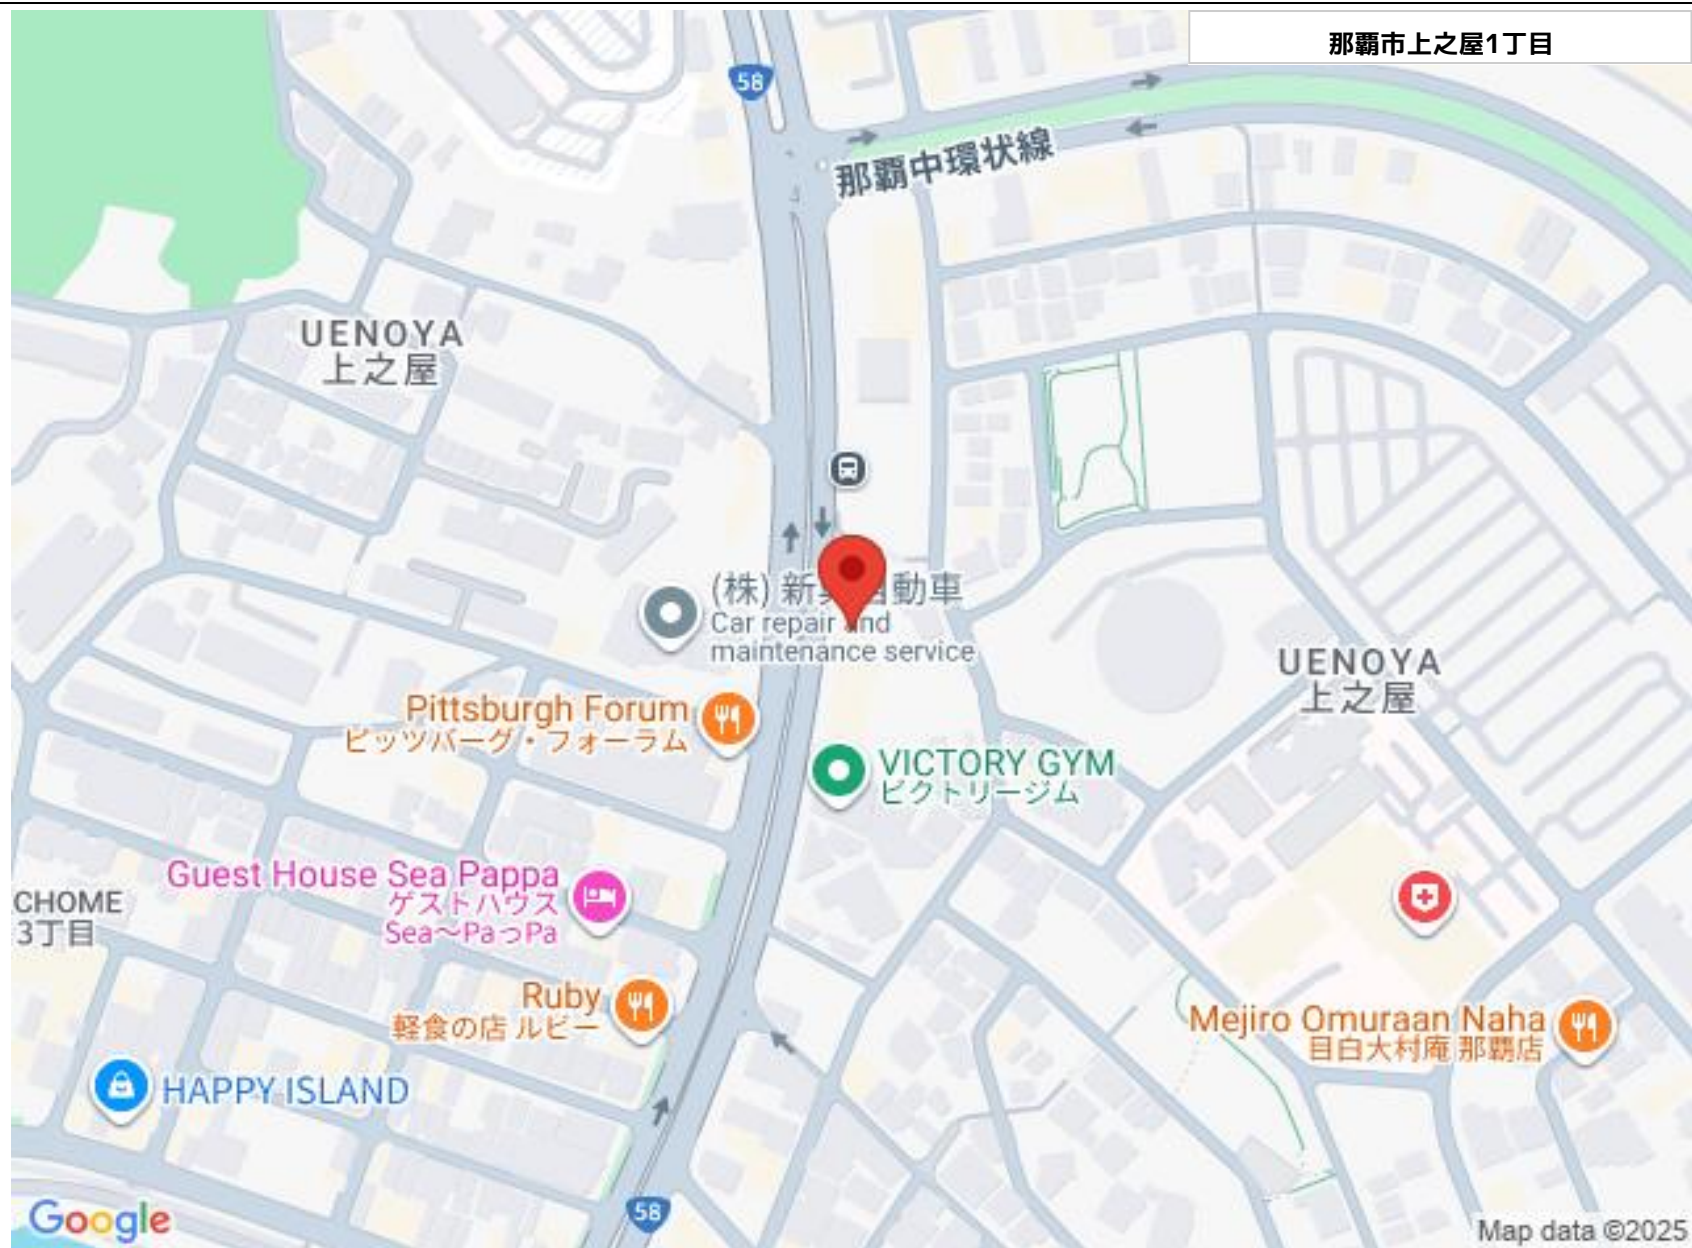 那覇市上之屋1丁目
58
那覇中環状線
UENOYA
上之屋
(株) 新
自動車
Car repair and
maintenance service
UENOYA
上之屋
Pittsburgh Forum
ピッツバーグ・フォーラム
VICTORY GYM
ビクトリージム
Guest House Sea Pappa
ゲストハウス
Sea～PaっPa
CHOME
3丁目
Ruby
軽食の店 ルビー
Mejiro Omuraan Naha
目白大村庵 那覇店
HAPPY ISLAND
58
Google
Map data ©2025